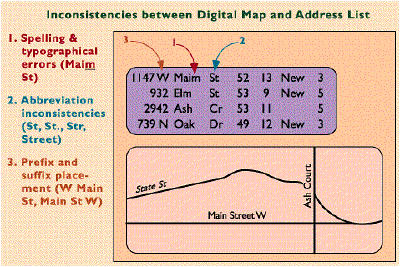 Inconsistencies between Digital Map and Address List
1. Spelling &
typographical
errors (Maim
St)
2. Abbreviation
inconsistencies
(St, St., Str,
Street)
3. Prefix and
suffix place-
ment (W Main
St, Main St W)
3 1 2
1147 W Maim St 52 13 New 3
932 Elm St 53 9 New 5
2942 Ash Cr 53 11 5
739 N Oak Dr 49 12 New 3
State St
Ash Court
Main Street W